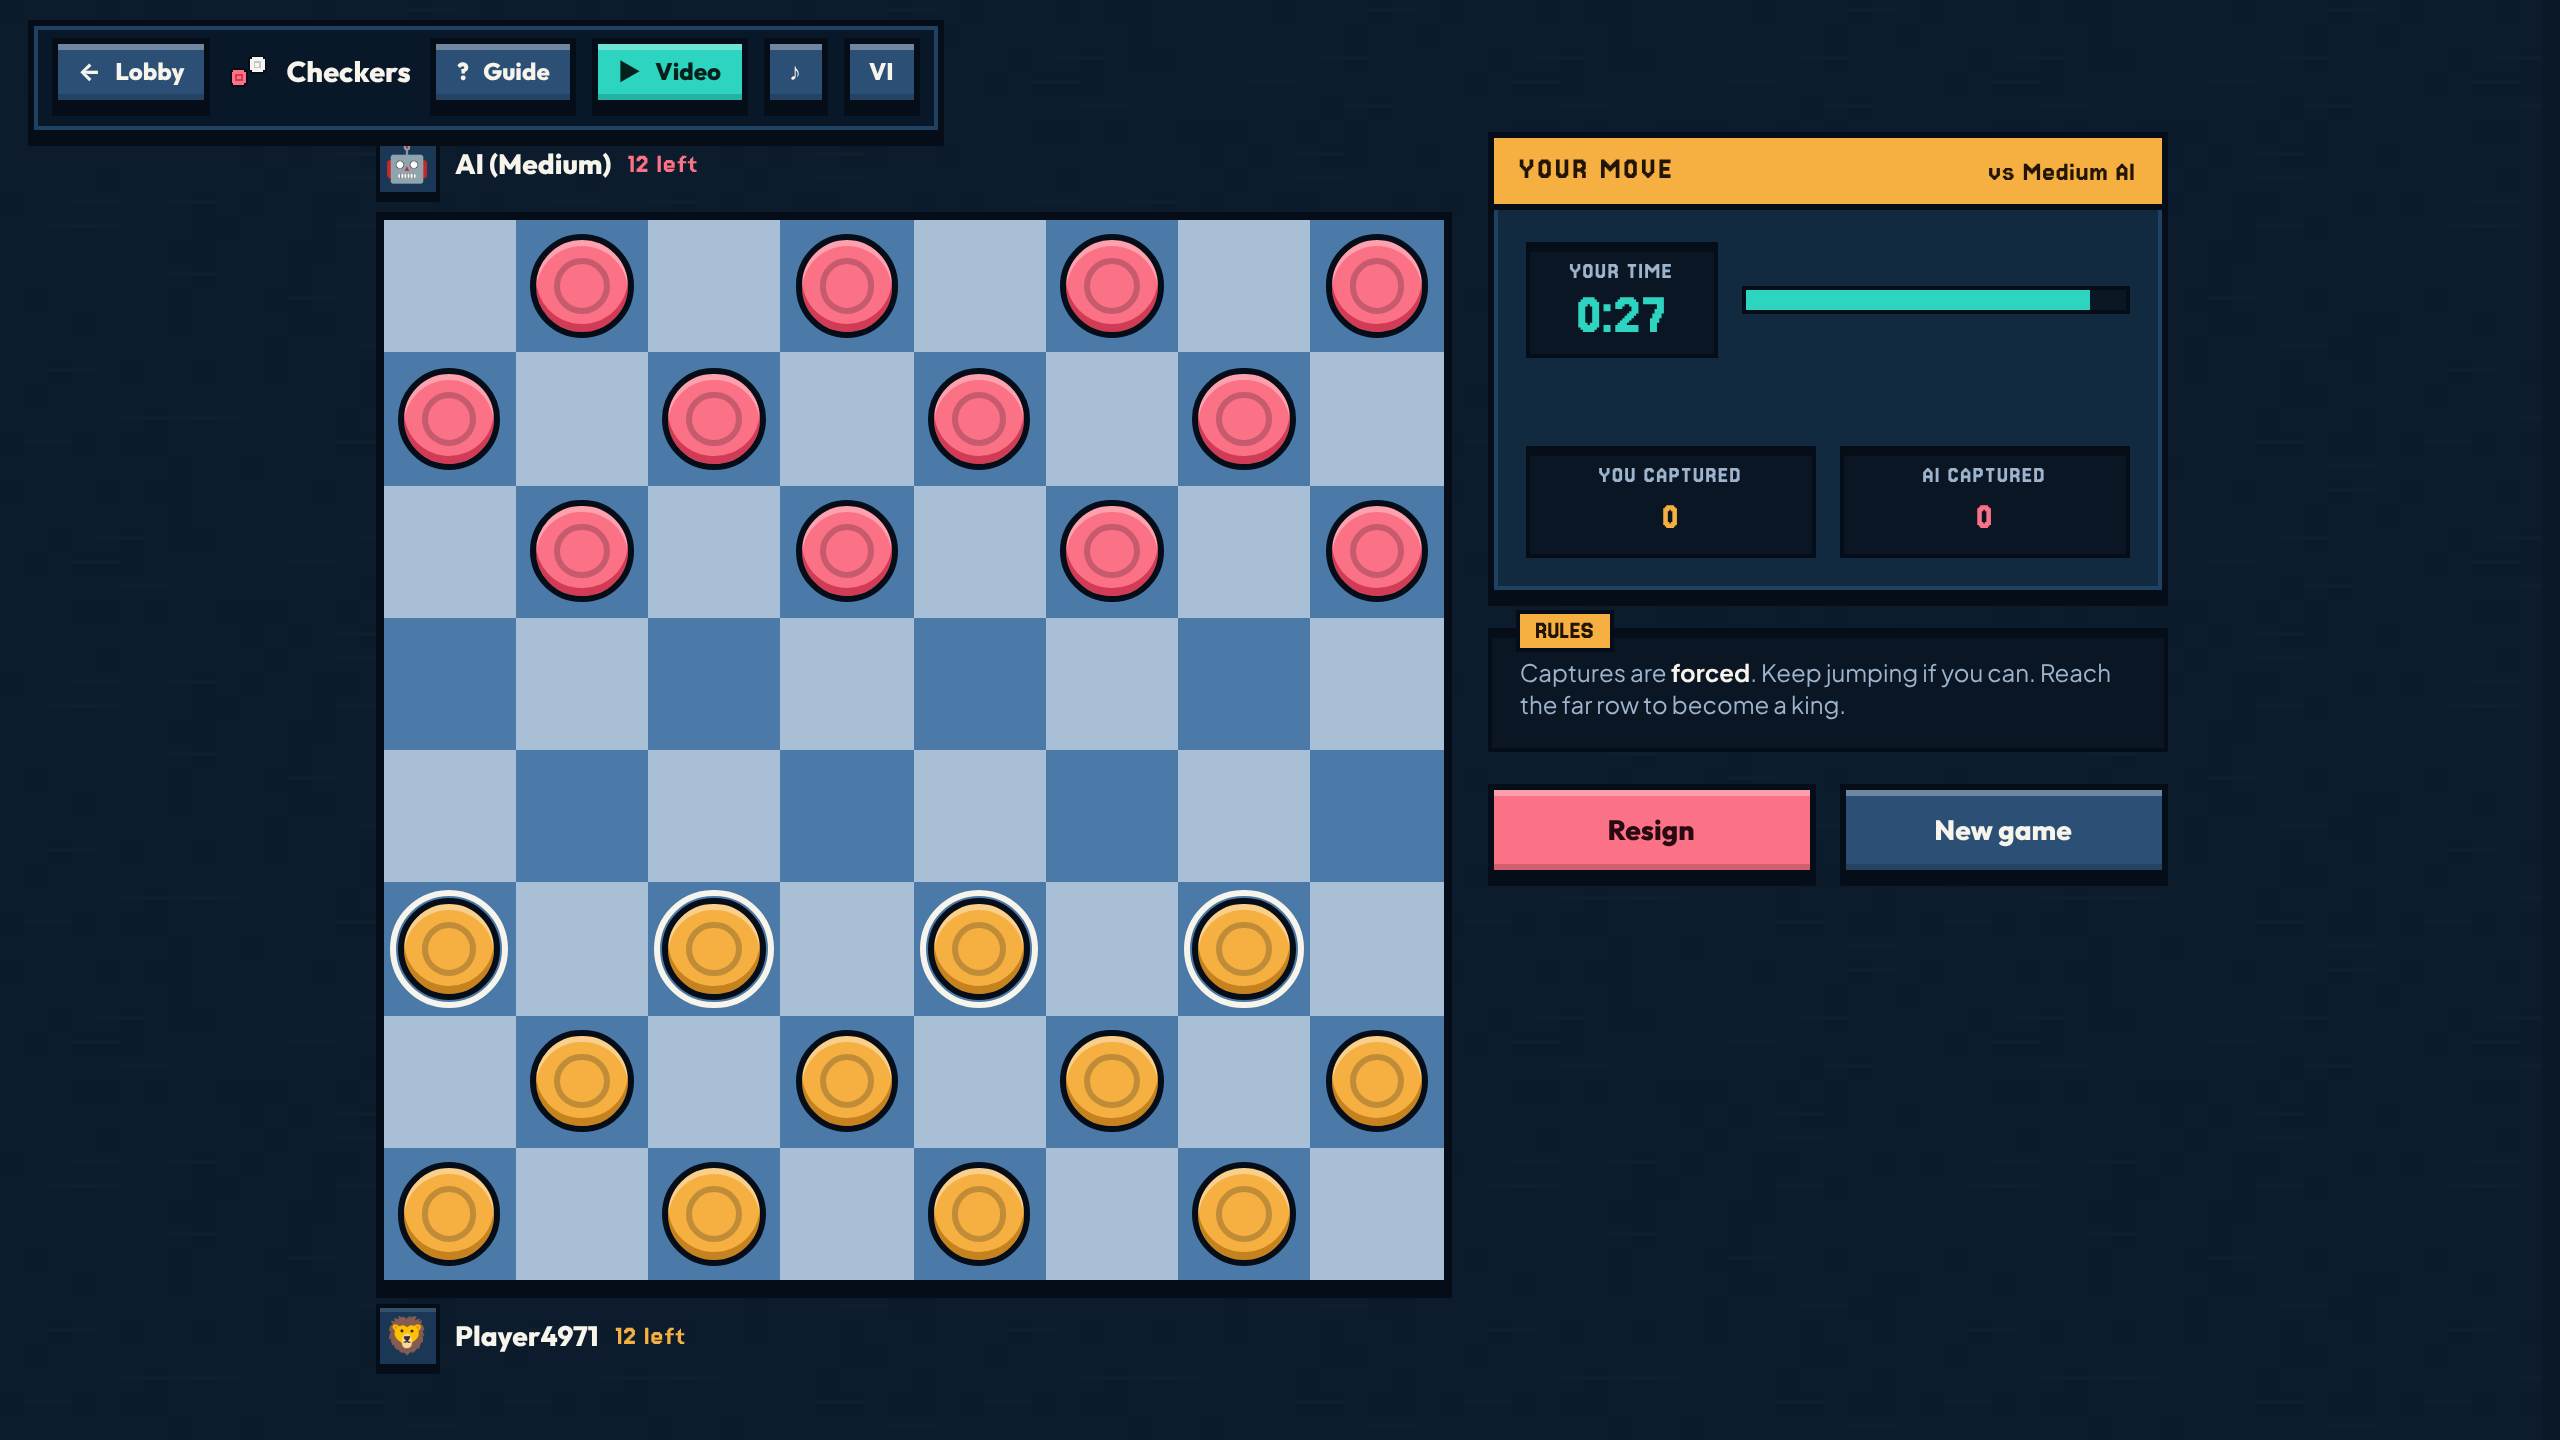 ← Lobby
Checkers
? Guide
▶ Video
♪
VI
AI (Medium) 12 left
YOUR MOVE
vs Medium AI
YOUR TIME
0:27
YOU CAPTURED
0
AI CAPTURED
0
RULES
Captures are forced. Keep jumping if you can. Reach
the far row to become a king.
Resign
New game
Player4971 12 left